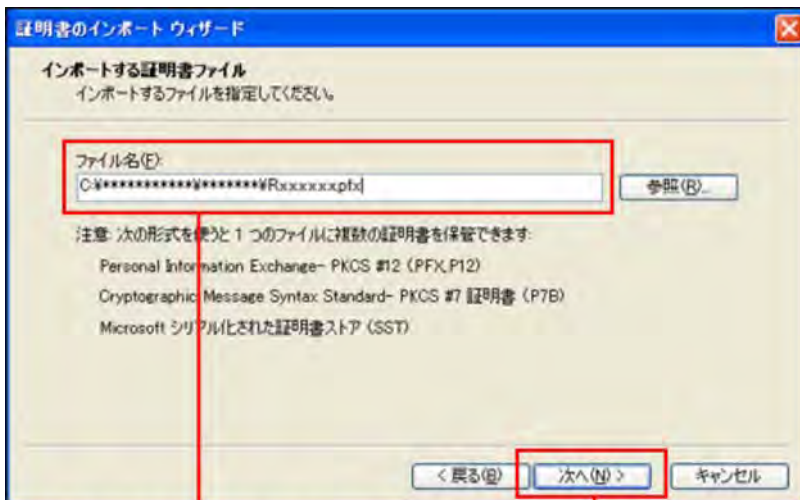 証明書のインポート ウィザード
インポートする証明書ファイル
インポートするファイルを指定してください。
ファイル名(F):
C:¥***********¥*******¥Rxxxxxx.pfx
参照(R)...
注意: 次の形式を使うと 1 つのファイルに複数の証明書を保管できます:
Personal Information Exchange- PKCS #12 (PFX,P12)
Cryptographic Message Syntax Standard- PKCS #7 証明書 (P7B)
Microsoft シリアル化された証明書ストア (SST)
< 戻る(B) 次へ(N) > キャンセル